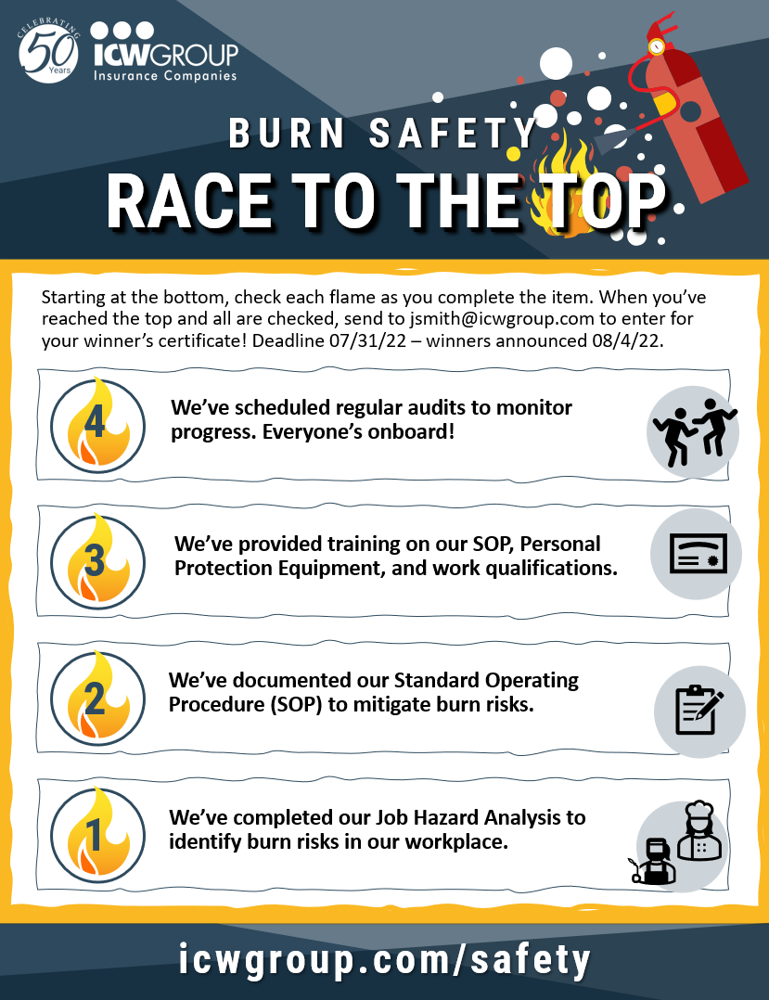 CELEBRATING
50
Years
ICWGROUP
Insurance Companies
BURN SAFETY
RACE TO THE TOP
Starting at the bottom, check each flame as you complete the item. When you’ve
reached the top and all are checked, send to jsmith@icwgroup.com to enter for
your winner’s certificate! Deadline 07/31/22 – winners announced 08/4/22.
4
We’ve scheduled regular audits to monitor
progress. Everyone’s onboard!
3
We’ve provided training on our SOP, Personal
Protection Equipment, and work qualifications.
2
We’ve documented our Standard Operating
Procedure (SOP) to mitigate burn risks.
1
We’ve completed our Job Hazard Analysis to
identify burn risks in our workplace.
icwgroup.com/safety